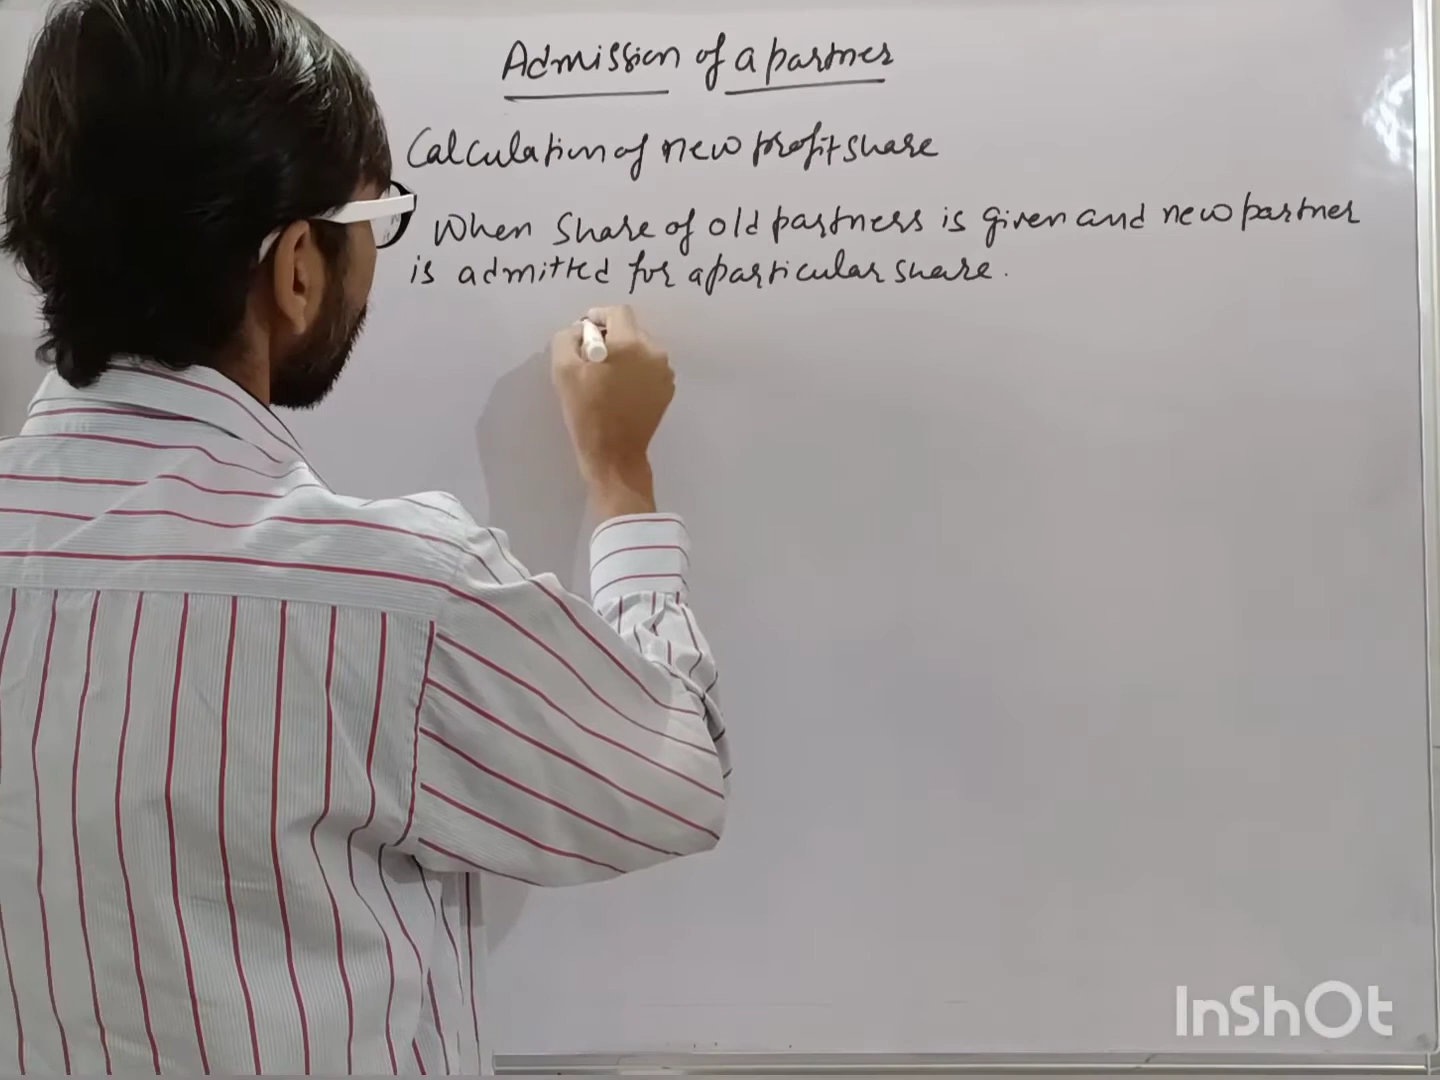 Admission of a partner
Calculation of new profit share
When share of old partners is given and new partner
is admitted for a particular share.
InShOt